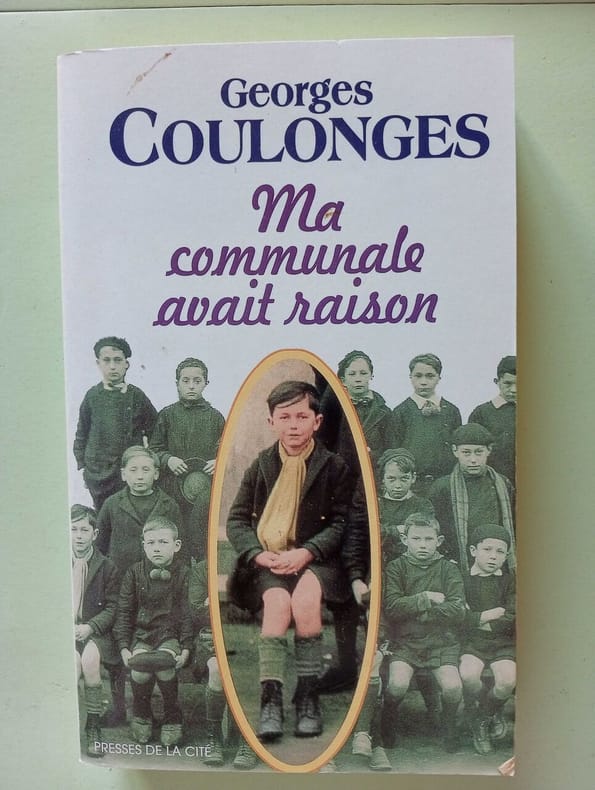 Georges
COULONGES
Ma
communale
avait raison
PRESSES DE LA CITÉ